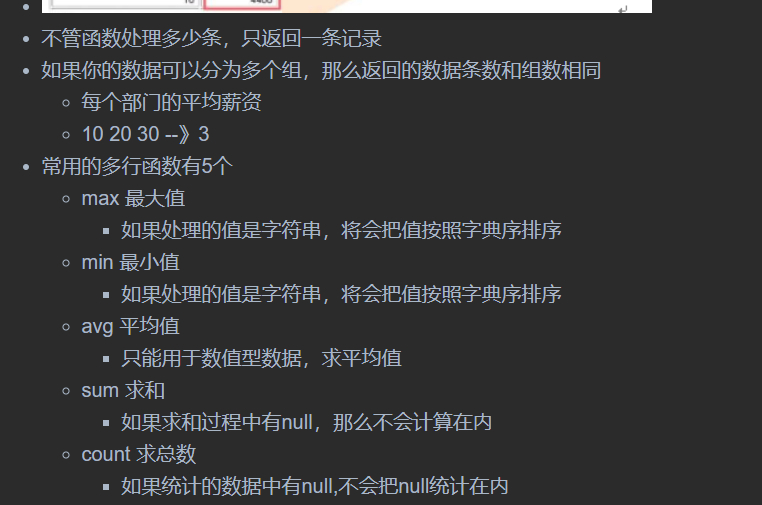 不管函数处理多少条，只返回一条记录
如果你的数据可以分为多个组，那么返回的数据条数和组数相同
每个部门的平均薪资
10 20 30 --》3
常用的多行函数有5个
max 最大值
如果处理的值是字符串，将会把值按照字典序排序
min 最小值
如果处理的值是字符串，将会把值按照字典序排序
avg 平均值
只能用于数值型数据，求平均值
sum 求和
如果求和过程中有null，那么不会计算在内
count 求总数
如果统计的数据中有null,不会把null统计在内